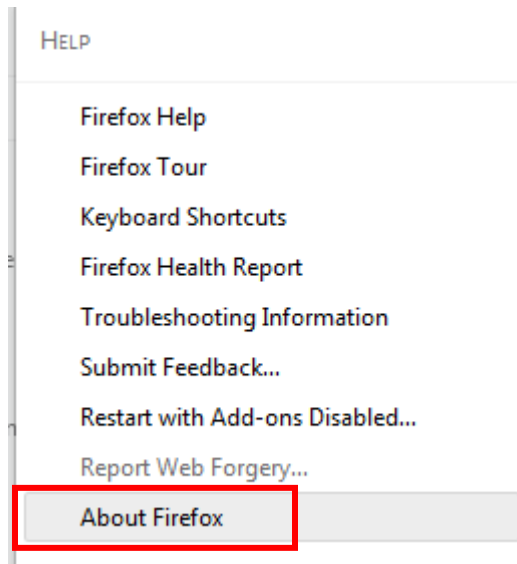 HELP
Firefox Help
Firefox Tour
Keyboard Shortcuts
Firefox Health Report
Troubleshooting Information
Submit Feedback...
Restart with Add-ons Disabled...
Report Web Forgery...
About Firefox